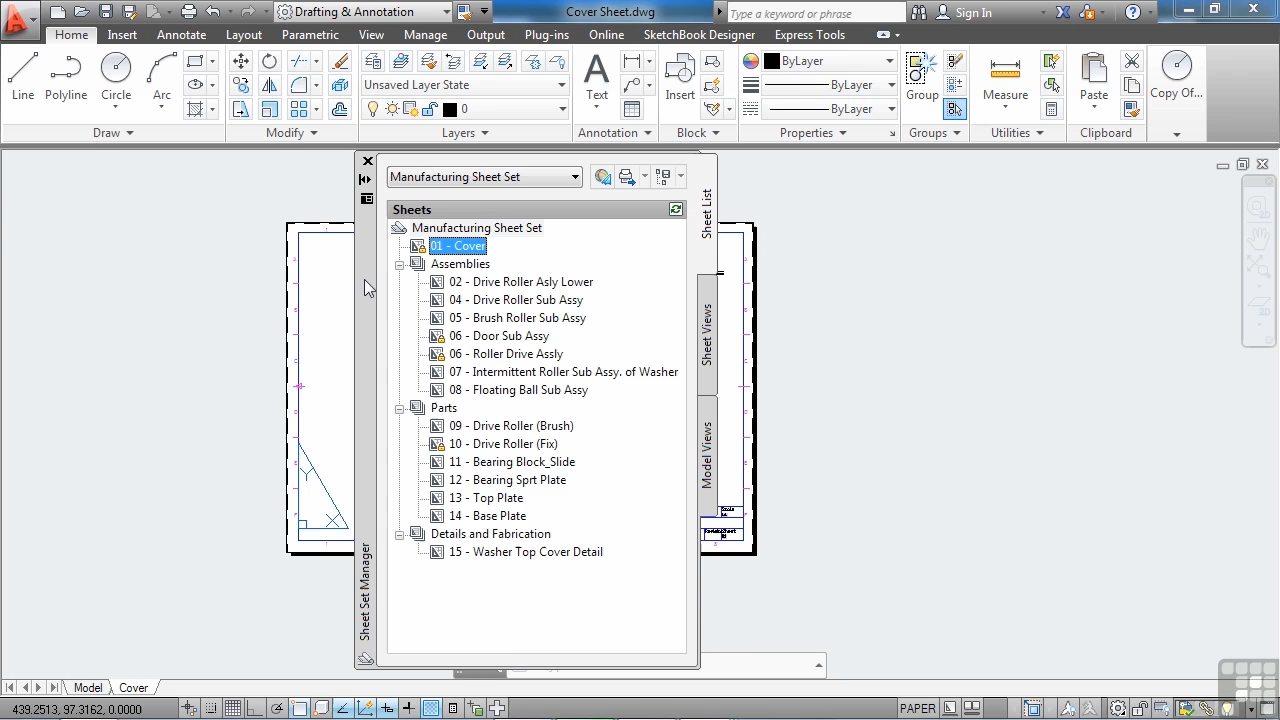 Drafting & Annotation
Cover Sheet.dwg
Type a keyword or phrase
Sign In
Home
Insert
Annotate
Layout
Parametric
View
Manage
Output
Plug-ins
Online
SketchBook Designer
Express Tools
Line
Polyline
Circle
Arc
Unsaved Layer State
0
Text
Insert
ByLayer
ByLayer
ByLayer
Group
Measure
Paste
Copy Of...
Draw
Modify
Layers
Annotation
Block
Properties
Groups
Utilities
Clipboard
Manufacturing Sheet Set
Sheets
Manufacturing Sheet Set
01 - Cover
Assemblies
02 - Drive Roller Asly Lower
04 - Drive Roller Sub Assy
05 - Brush Roller Sub Assy
06 - Door Sub Assy
06 - Roller Drive Assly
07 - Intermittent Roller Sub Assy. of Washer
08 - Floating Ball Sub Assy
Parts
09 - Drive Roller (Brush)
10 - Drive Roller (Fix)
11 - Bearing Block_Slide
12 - Bearing Sprt Plate
13 - Top Plate
14 - Base Plate
Details and Fabrication
15 - Washer Top Cover Detail
Sheet List
Sheet Views
Model Views
Sheet Set Manager
Y
X
Model
Cover
439.2513, 97.3162, 0.0000
PAPER